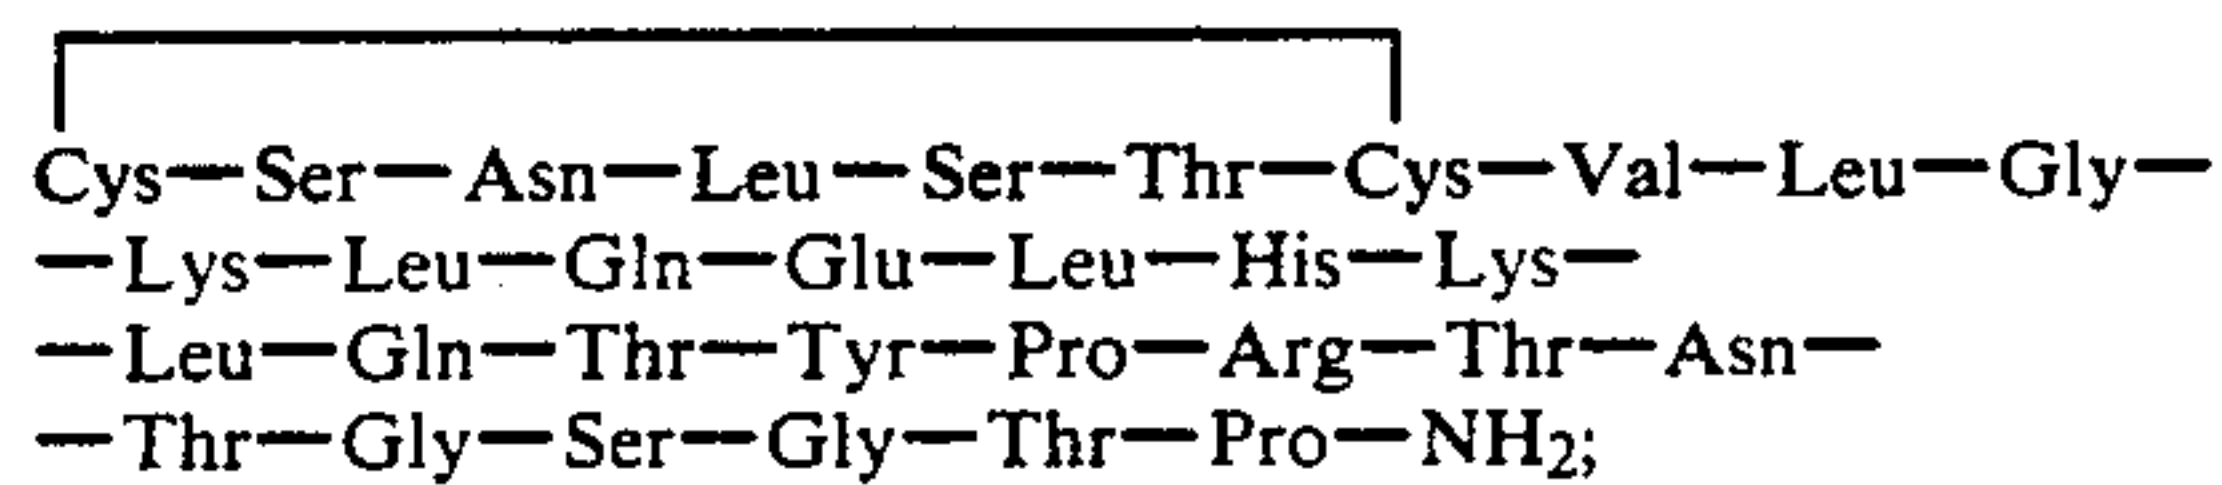 Cys—Ser—Asn—Leu—Ser—Thr—Cys—Val—Leu—Gly—
—Lys—Leu—Gln—Glu—Leu—His—Lys—
—Leu—Gln—Thr—Tyr—Pro—Arg—Thr—Asn—
—Thr—Gly—Ser—Gly—Thr—Pro—NH₂;